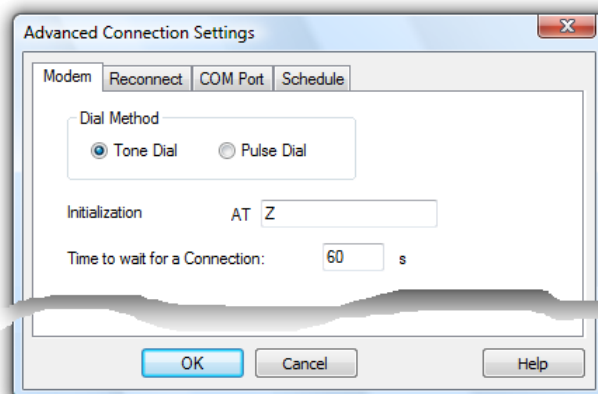 Advanced Connection Settings
Modem Reconnect COM Port Schedule
Dial Method
Tone Dial Pulse Dial
Initialization AT Z
Time to wait for a Connection: 60 s
OK Cancel Help